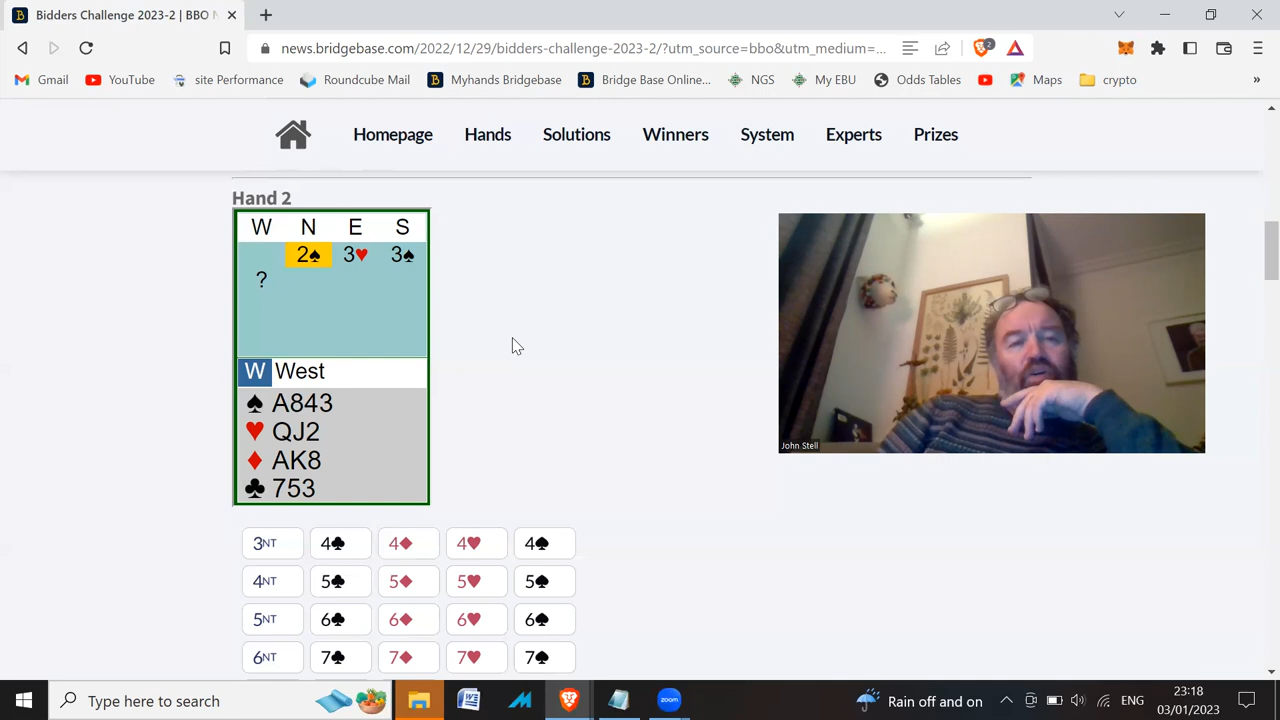 Bidders Challenge 2023-2 | BBO N
news.bridgebase.com/2022/12/29/bidders-challenge-2023-2/?utm_source=bbo&utm_medium=...
2
Gmail YouTube site Performance Roundcube Mail Myhands Bridgebase Bridge Base Online... NGS My EBU Odds Tables Maps crypto »
Homepage Hands Solutions Winners System Experts Prizes
Hand 2
W N E S
2♠ 3♥ 3♠
?
W West
♠ A843
♥ QJ2
♦ AK8
♣ 753
John Stell
3NT 4♣ 4♦ 4♥ 4♠
4NT 5♣ 5♦ 5♥ 5♠
5NT 6♣ 6♦ 6♥ 6♠
6NT 7♣ 7♦ 7♥ 7♠
Type here to search
Rain off and on
ENG
23:18
03/01/2023